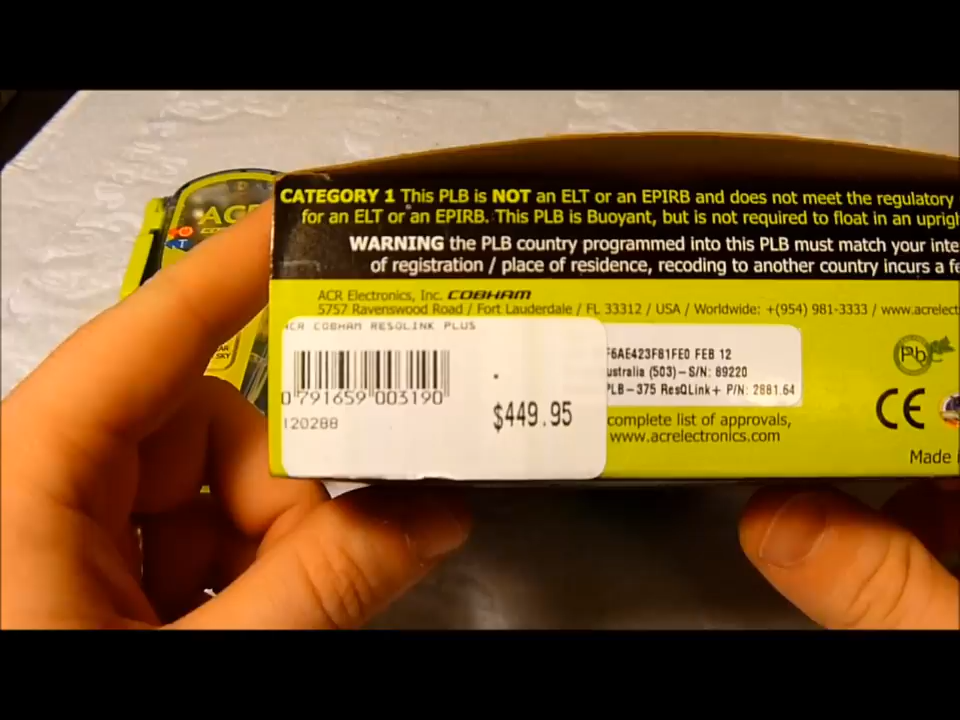 CATEGORY 1 This PLB is NOT an ELT or an EPIRB and does not meet the regulatory
for an ELT or an EPIRB. This PLB is Buoyant, but is not required to float in an
WARNING the PLB country programmed into this PLB must match your
of registration / place of residence, recoding to another country incurs a
ACR Electronics, Inc. COBHAM
5757 Ravenswood Road / Fort Lauderdale / FL 33312 / USA / Worldwide: +(954) 981-3333 /
ACR COBHAM RESQLINK PLUS
0 791659 003190
$449.95
120288
F6AE423F81FE0 FEB 12
ustralia (503)-S/N: 89220
PLB-375 ResQLink+ P/N: 2881.64
complete list of approvals,
www.acrelectronics.com
Pb
CE
Made